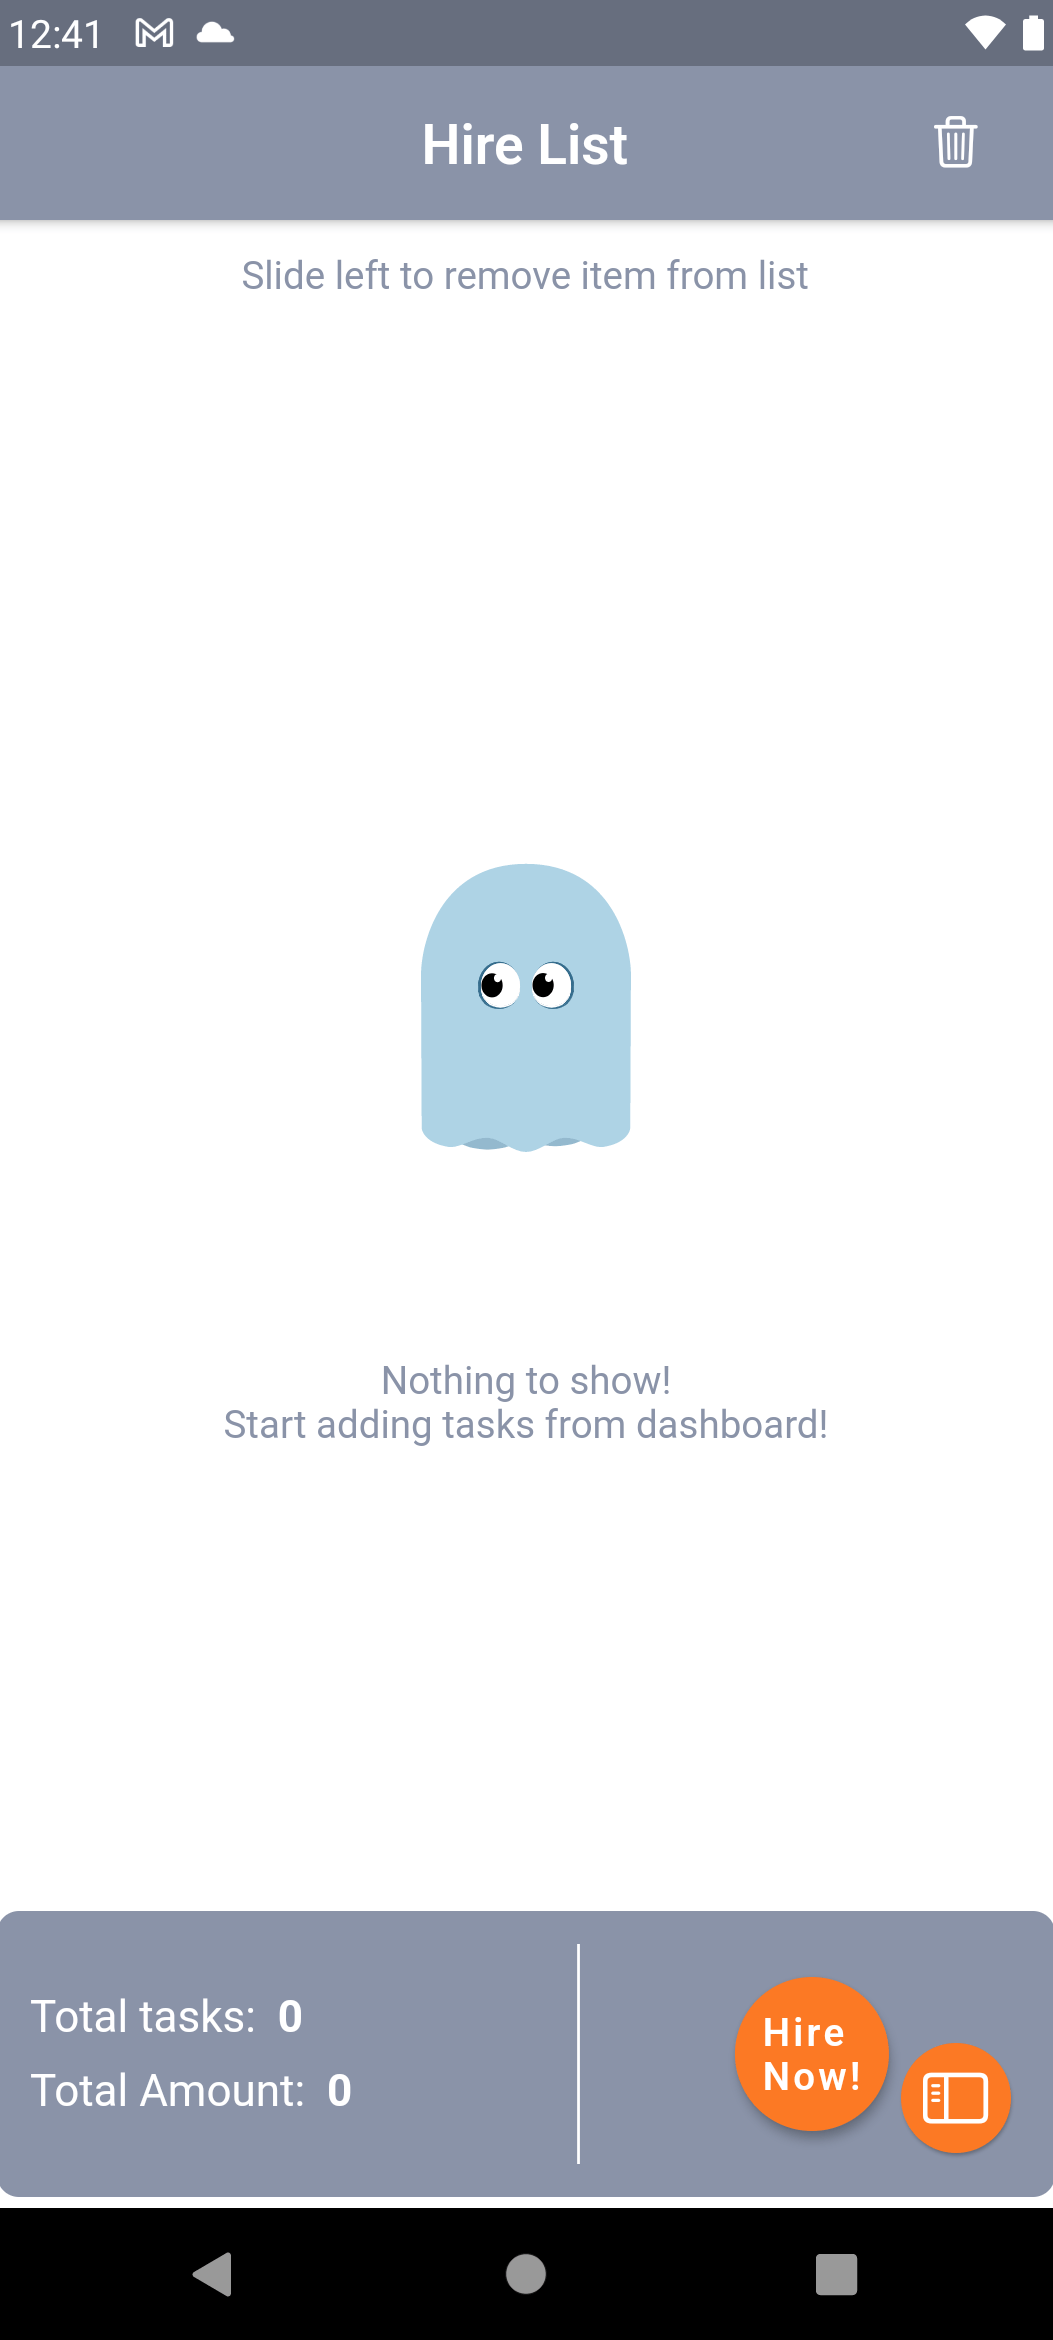 12:41
Hire List
Slide left to remove item from list
Nothing to show!
Start adding tasks from dashboard!
Total tasks: 0
Total Amount: 0
Hire
Now!